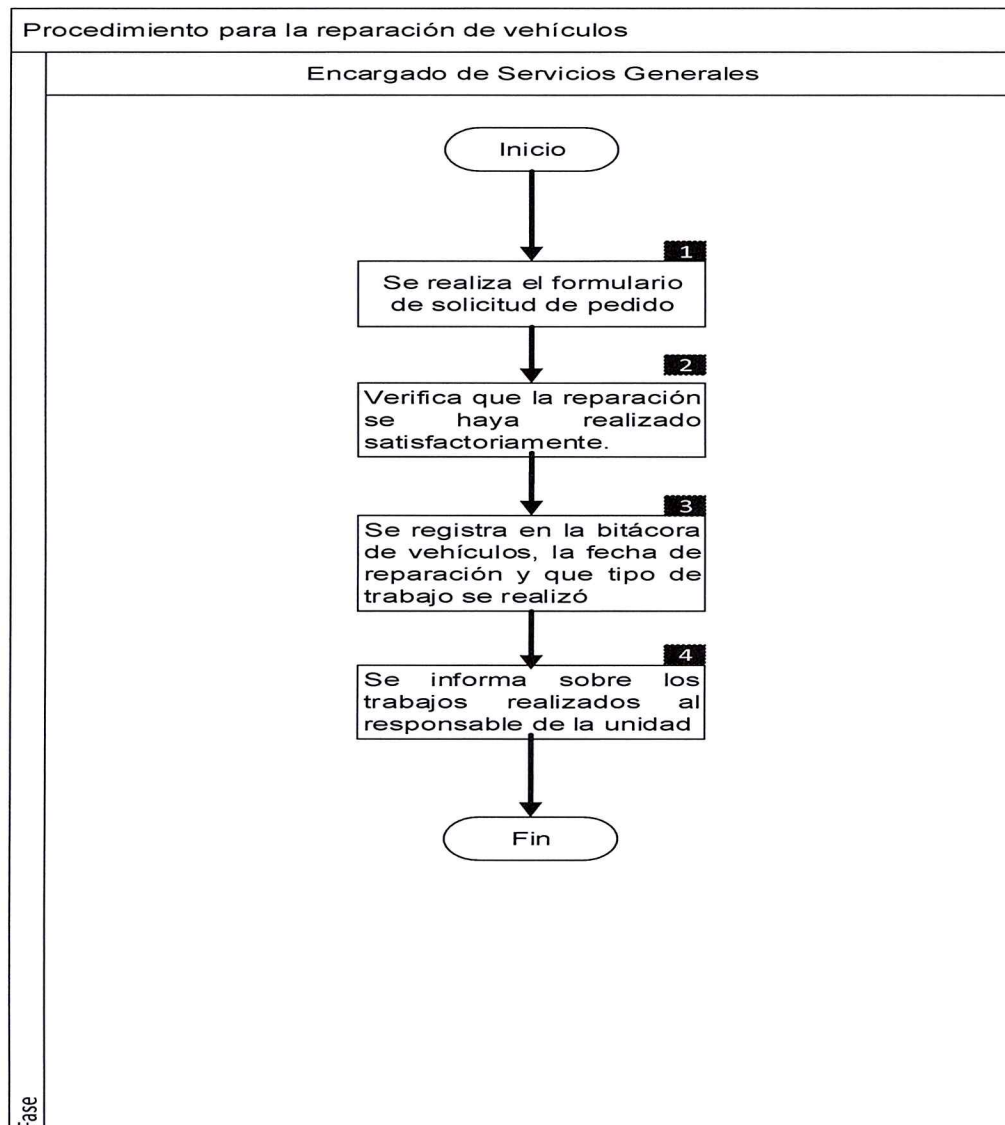 Procedimiento para la reparación de vehículos
Encargado de Servicios Generales
Inicio
1
Se realiza el formulario
de solicitud de pedido
2
Verifica que la reparación
se haya realizado
satisfactoriamente.
3
Se registra en la bitácora
de vehículos, la fecha de
reparación y que tipo de
trabajo se realizó
4
Se informa sobre los
trabajos realizados al
responsable de la unidad
Fin
Fase